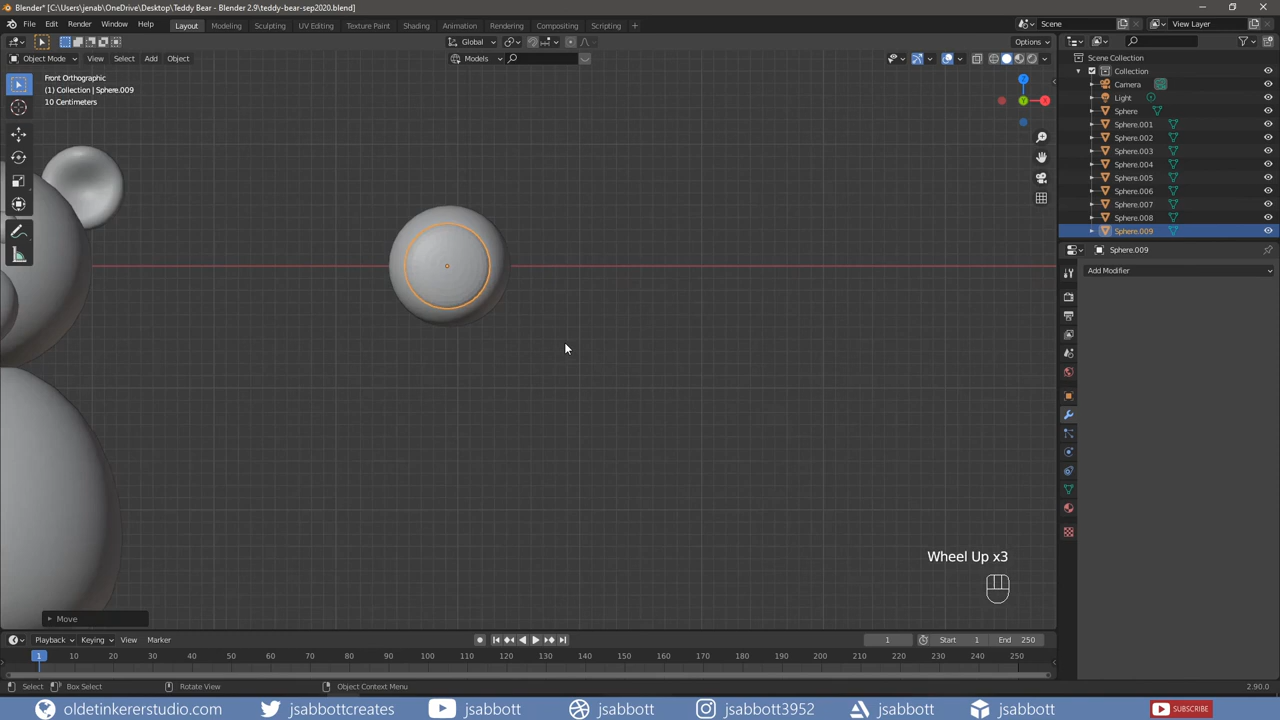 Blender* [C:\Users\jenab\OneDrive\Desktop\Teddy Bear - Blender 2.9\teddy-bear-sep2020.blend]
File Edit Render Window Help Layout Modeling Sculpting UV Editing Texture Paint Shading Animation Rendering Compositing Scripting Scene View Layer
Global Options
Object Mode View Select Add Object Models
Front Orthographic
(1) Collection | Sphere.009
10 Centimeters
Z
Y
X
Scene Collection
Collection
Camera
Light
Sphere
Sphere.001
Sphere.002
Sphere.003
Sphere.004
Sphere.005
Sphere.006
Sphere.007
Sphere.008
Sphere.009
Sphere.009
Add Modifier
Wheel Up x3
Move
Playback Keying View Marker 1 Start 1 End 250
1 10 20 30 40 50 60 70 80 90 100 110 120 130 140 150 160 170 180 190 200 210 220 230 240 250
Select Box Select Rotate View Object Context Menu 2.90.0
oldetinkererstudio.com jsabbottcreates jsabbott jsabbott jsabbott3952 jsabbott jsabbott SUBSCRIBE